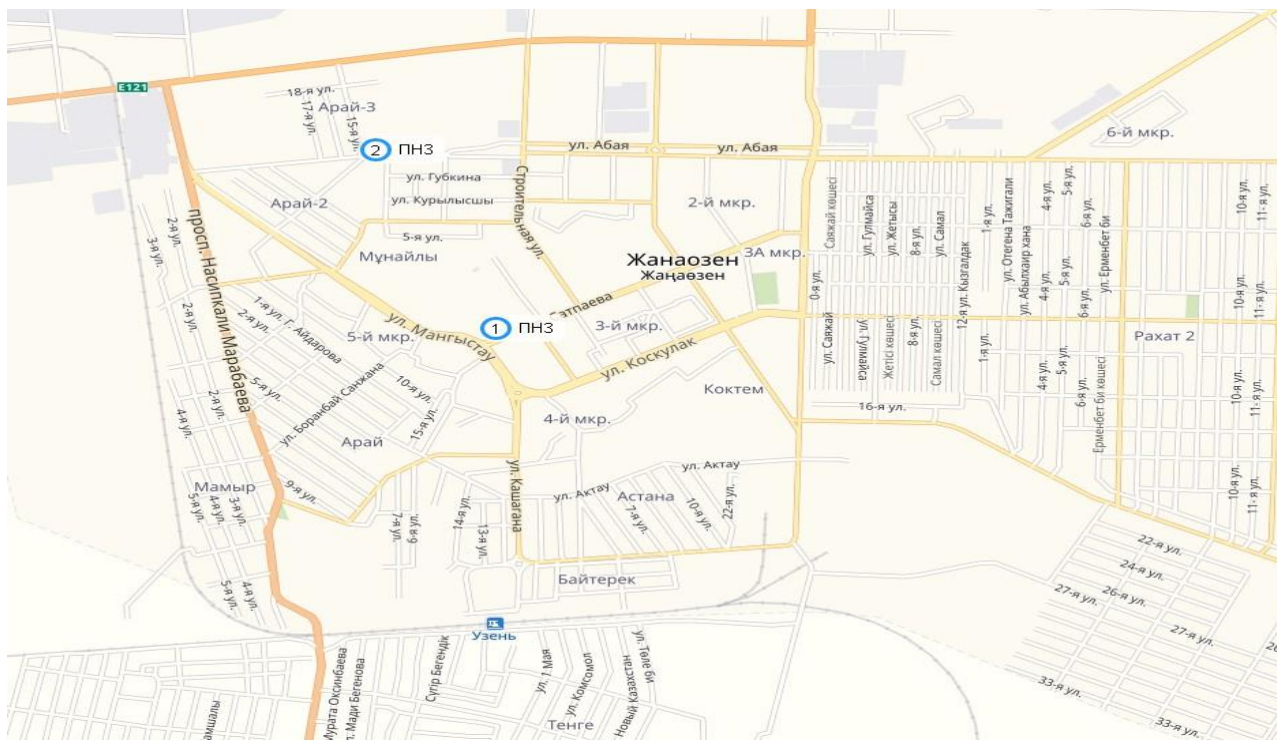 E121
18-я ул.
Арай-3
17-я ул.
15-я ул.
2 ПНЗ
ул. Абая
ул. Абая
6-й мкр.
ул. Губкина
Строительная ул.
Арай-2
ул. Курылысшы
2-й мкр.
5-я ул.
Мұнайлы
просп. Насипкали Марабаева
2-я ул.
3-я ул.
2-я ул.
Жанаозен
Жаңаөзен
3А мкр.
Саяжай көшесі
ул. Гулмайса
ул. Жетысы
8-я ул.
ул. Самал
12-я ул. Кызгалдак
1-я ул.
ул. Отегена Тажигали
ул. Абылхаир хана
4-я ул.
5-я ул.
6-я ул.
ул. Ерменбет би
4-я ул.
5-я ул.
6-я ул.
10-я ул.
11-я ул.
10-я ул.
11-я ул.
0-я ул.
1-я ул. Г. Айдарова
2-я ул.
5-й мкр.
ул. Мангыстау
1 ПНЗ
3-й мкр.
ул. Коскулак
Коктем
ул. Саяжай
ул. Гулмайса
Жетісі көшесі
8-я ул.
Самал көшесі
1-я ул.
4-я ул.
5-я ул.
6-я ул.
Ерменбет би көшесі
Рахат 2
10-я ул.
11-я ул.
16-я ул.
5-я ул.
2-я ул.
4-я ул.
10-я ул.
ул. Боранбай Санжана
15-я ул.
Арай
4-й мкр.
Мамыр
9-я ул.
5-я ул.
4-я ул.
3-я ул.
7-я ул.
6-я ул.
14-я ул.
13-я ул.
ул. Кашагана
ул. Актау
ул. Актау
Астана
7-я ул.
10-я ул.
22-я ул.
10-я ул.
11-я ул.
Байтерек
5-я ул.
4-я ул.
22-я ул.
24-я ул.
27-я ул.
26-я ул.
27-я ул.
33-я ул.
33-я ул.
Узень
Сүгір Бегендік
ул. 1 Мая
ул. Комсомол
Новый Казахстан
ул. Төле би
Тенге
Мурата Оксинбаева
ул. Мади Бегенова